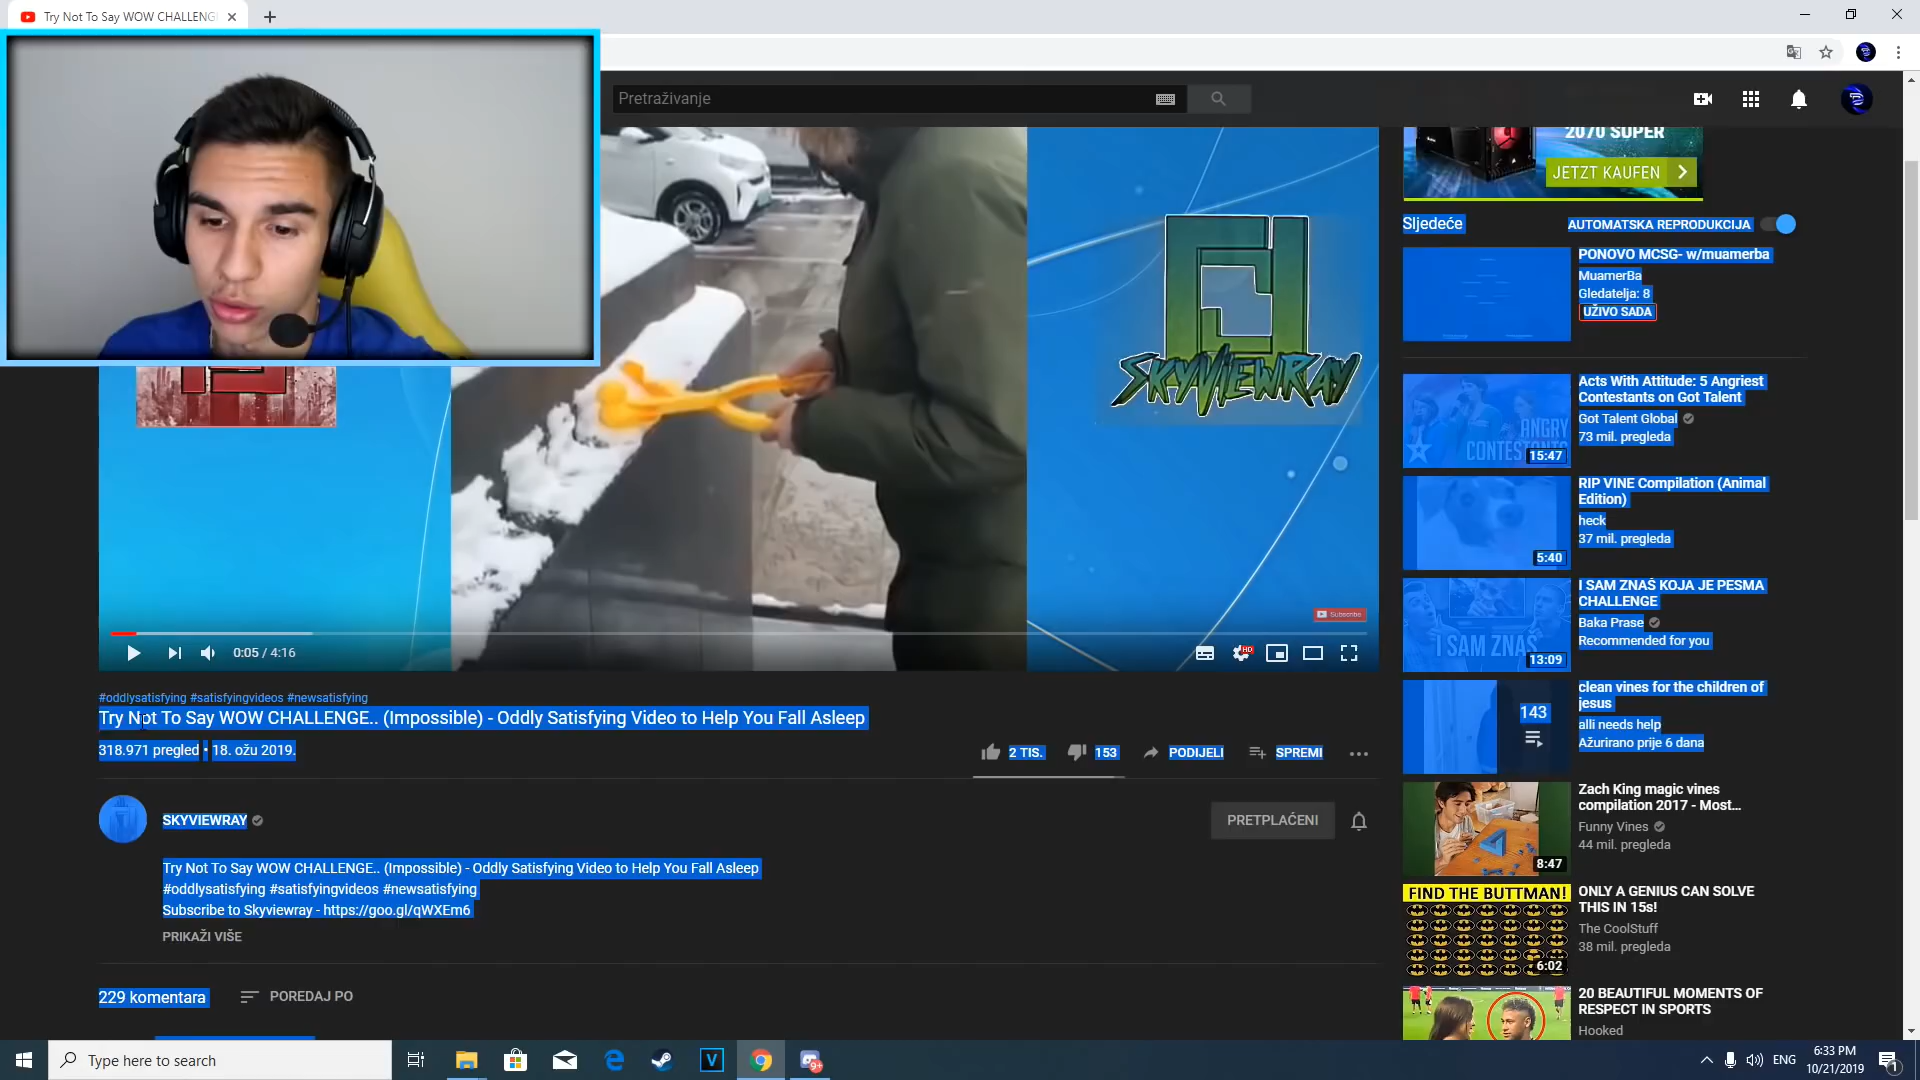 Try Not To Say WOW CHALLENG
Pretraživanje
2070 SUPER
JETZT KAUFEN
SKYVIEWRAY
Subscribe
HD
0:05 / 4:16
#oddlysatisfying #satisfyingvideos #newsatisfying
Try Not To Say WOW CHALLENGE.. (Impossible) - Oddly Satisfying Video to Help You Fall Asleep
318.971 pregled • 18. ožu 2019.
2 TIS.
153
PODIJELI
SPREMI
SKYVIEWRAY
PRETPLAĆENI
Try Not To Say WOW CHALLENGE.. (Impossible) - Oddly Satisfying Video to Help You Fall Asleep
#oddlysatisfying #satisfyingvideos #newsatisfying
Subscribe to Skyviewray - https://goo.gl/qWXEm6
PRIKAŽI VIŠE
229 komentara
POREDAJ PO
Sljedeće
AUTOMATSKA REPRODUKCIJA
PONOVO MCSG- w/muamerba
MuamerBa
Gledatelja: 8
UŽIVO SADA
ANGRY
CONTESTANTS
15:47
Acts With Attitude: 5 Angriest
Contestants on Got Talent
Got Talent Global
73 mil. pregleda
5:40
RIP VINE Compilation (Animal
Edition)
heck
37 mil. pregleda
I SAM ZNAŠ
13:09
I SAM ZNAŠ KOJA JE PESMA
CHALLENGE
Baka Prase
Recommended for you
143
clean vines for the children of
jesus
alli needs help
Ažurirano prije 6 dana
8:47
Zach King magic vines
compilation 2017 - Most...
Funny Vines
44 mil. pregleda
FIND THE BUTTMAN!
6:02
ONLY A GENIUS CAN SOLVE
THIS IN 15s!
The CoolStuff
38 mil. pregleda
20 BEAUTIFUL MOMENTS OF
RESPECT IN SPORTS
Hooked
Type here to search
V
9+
ENG
6:33 PM
10/21/2019
1